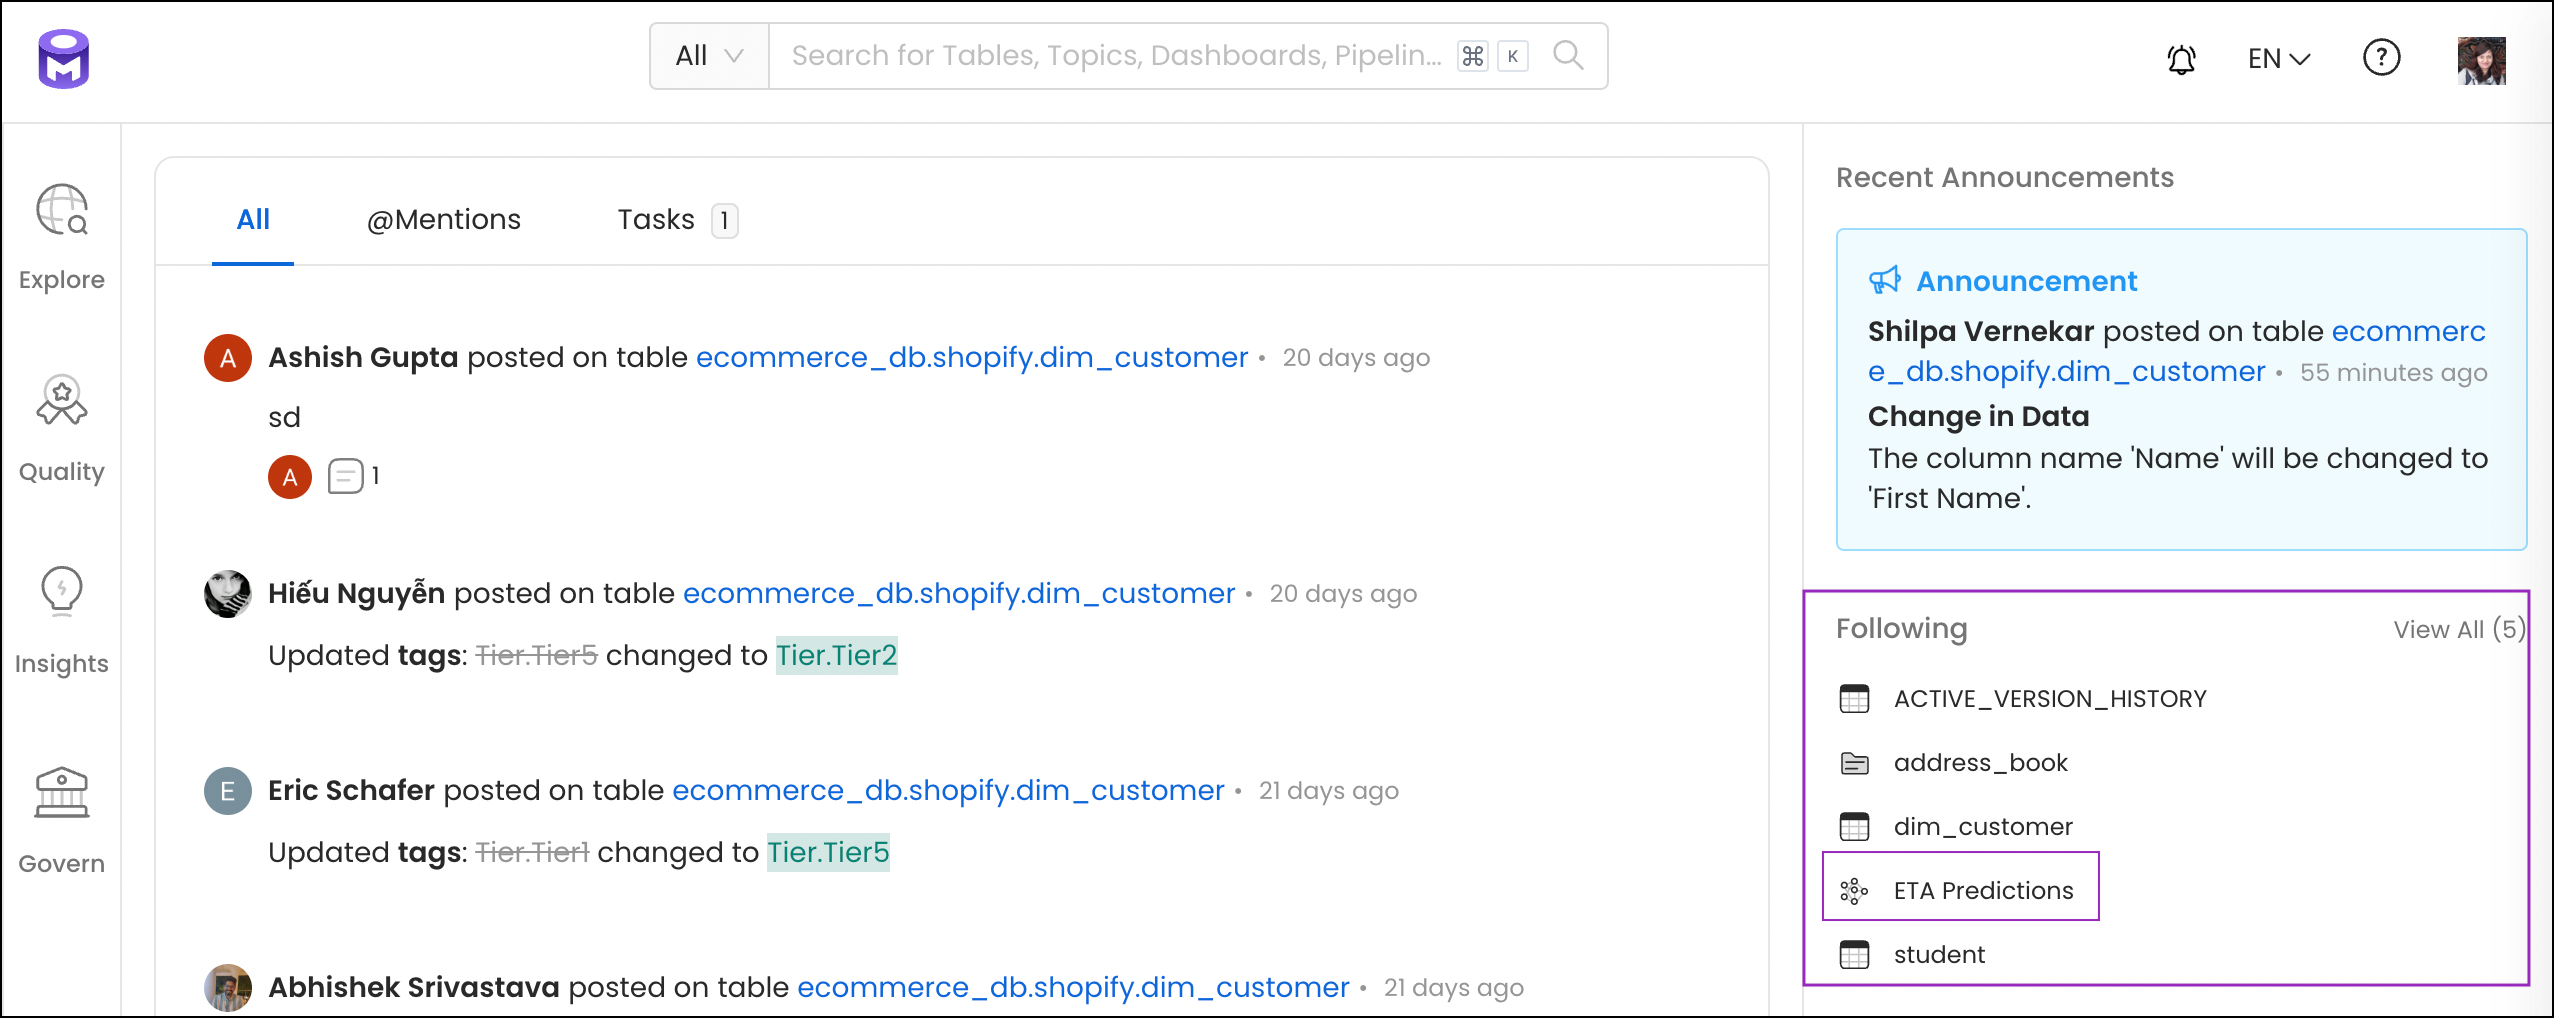 All
Search for Tables, Topics, Dashboards, Pipelin...
⌘ K
EN
?
Explore
Quality
Insights
Govern
All
@Mentions
Tasks 1
A
Ashish Gupta posted on table ecommerce_db.shopify.dim_customer • 20 days ago
sd
A
1
Hiếu Nguyễn posted on table ecommerce_db.shopify.dim_customer • 20 days ago
Updated tags: Tier.Tier5 changed to Tier.Tier2
E
Eric Schafer posted on table ecommerce_db.shopify.dim_customer • 21 days ago
Updated tags: Tier.Tier1 changed to Tier.Tier5
Abhishek Srivastava posted on table ecommerce_db.shopify.dim_customer • 21 days ago
Recent Announcements
Announcement
Shilpa Vernekar posted on table ecommerc
e_db.shopify.dim_customer • 55 minutes ago
Change in Data
The column name 'Name' will be changed to
'First Name'.
Following
View All (5)
ACTIVE_VERSION_HISTORY
address_book
dim_customer
ETA Predictions
student